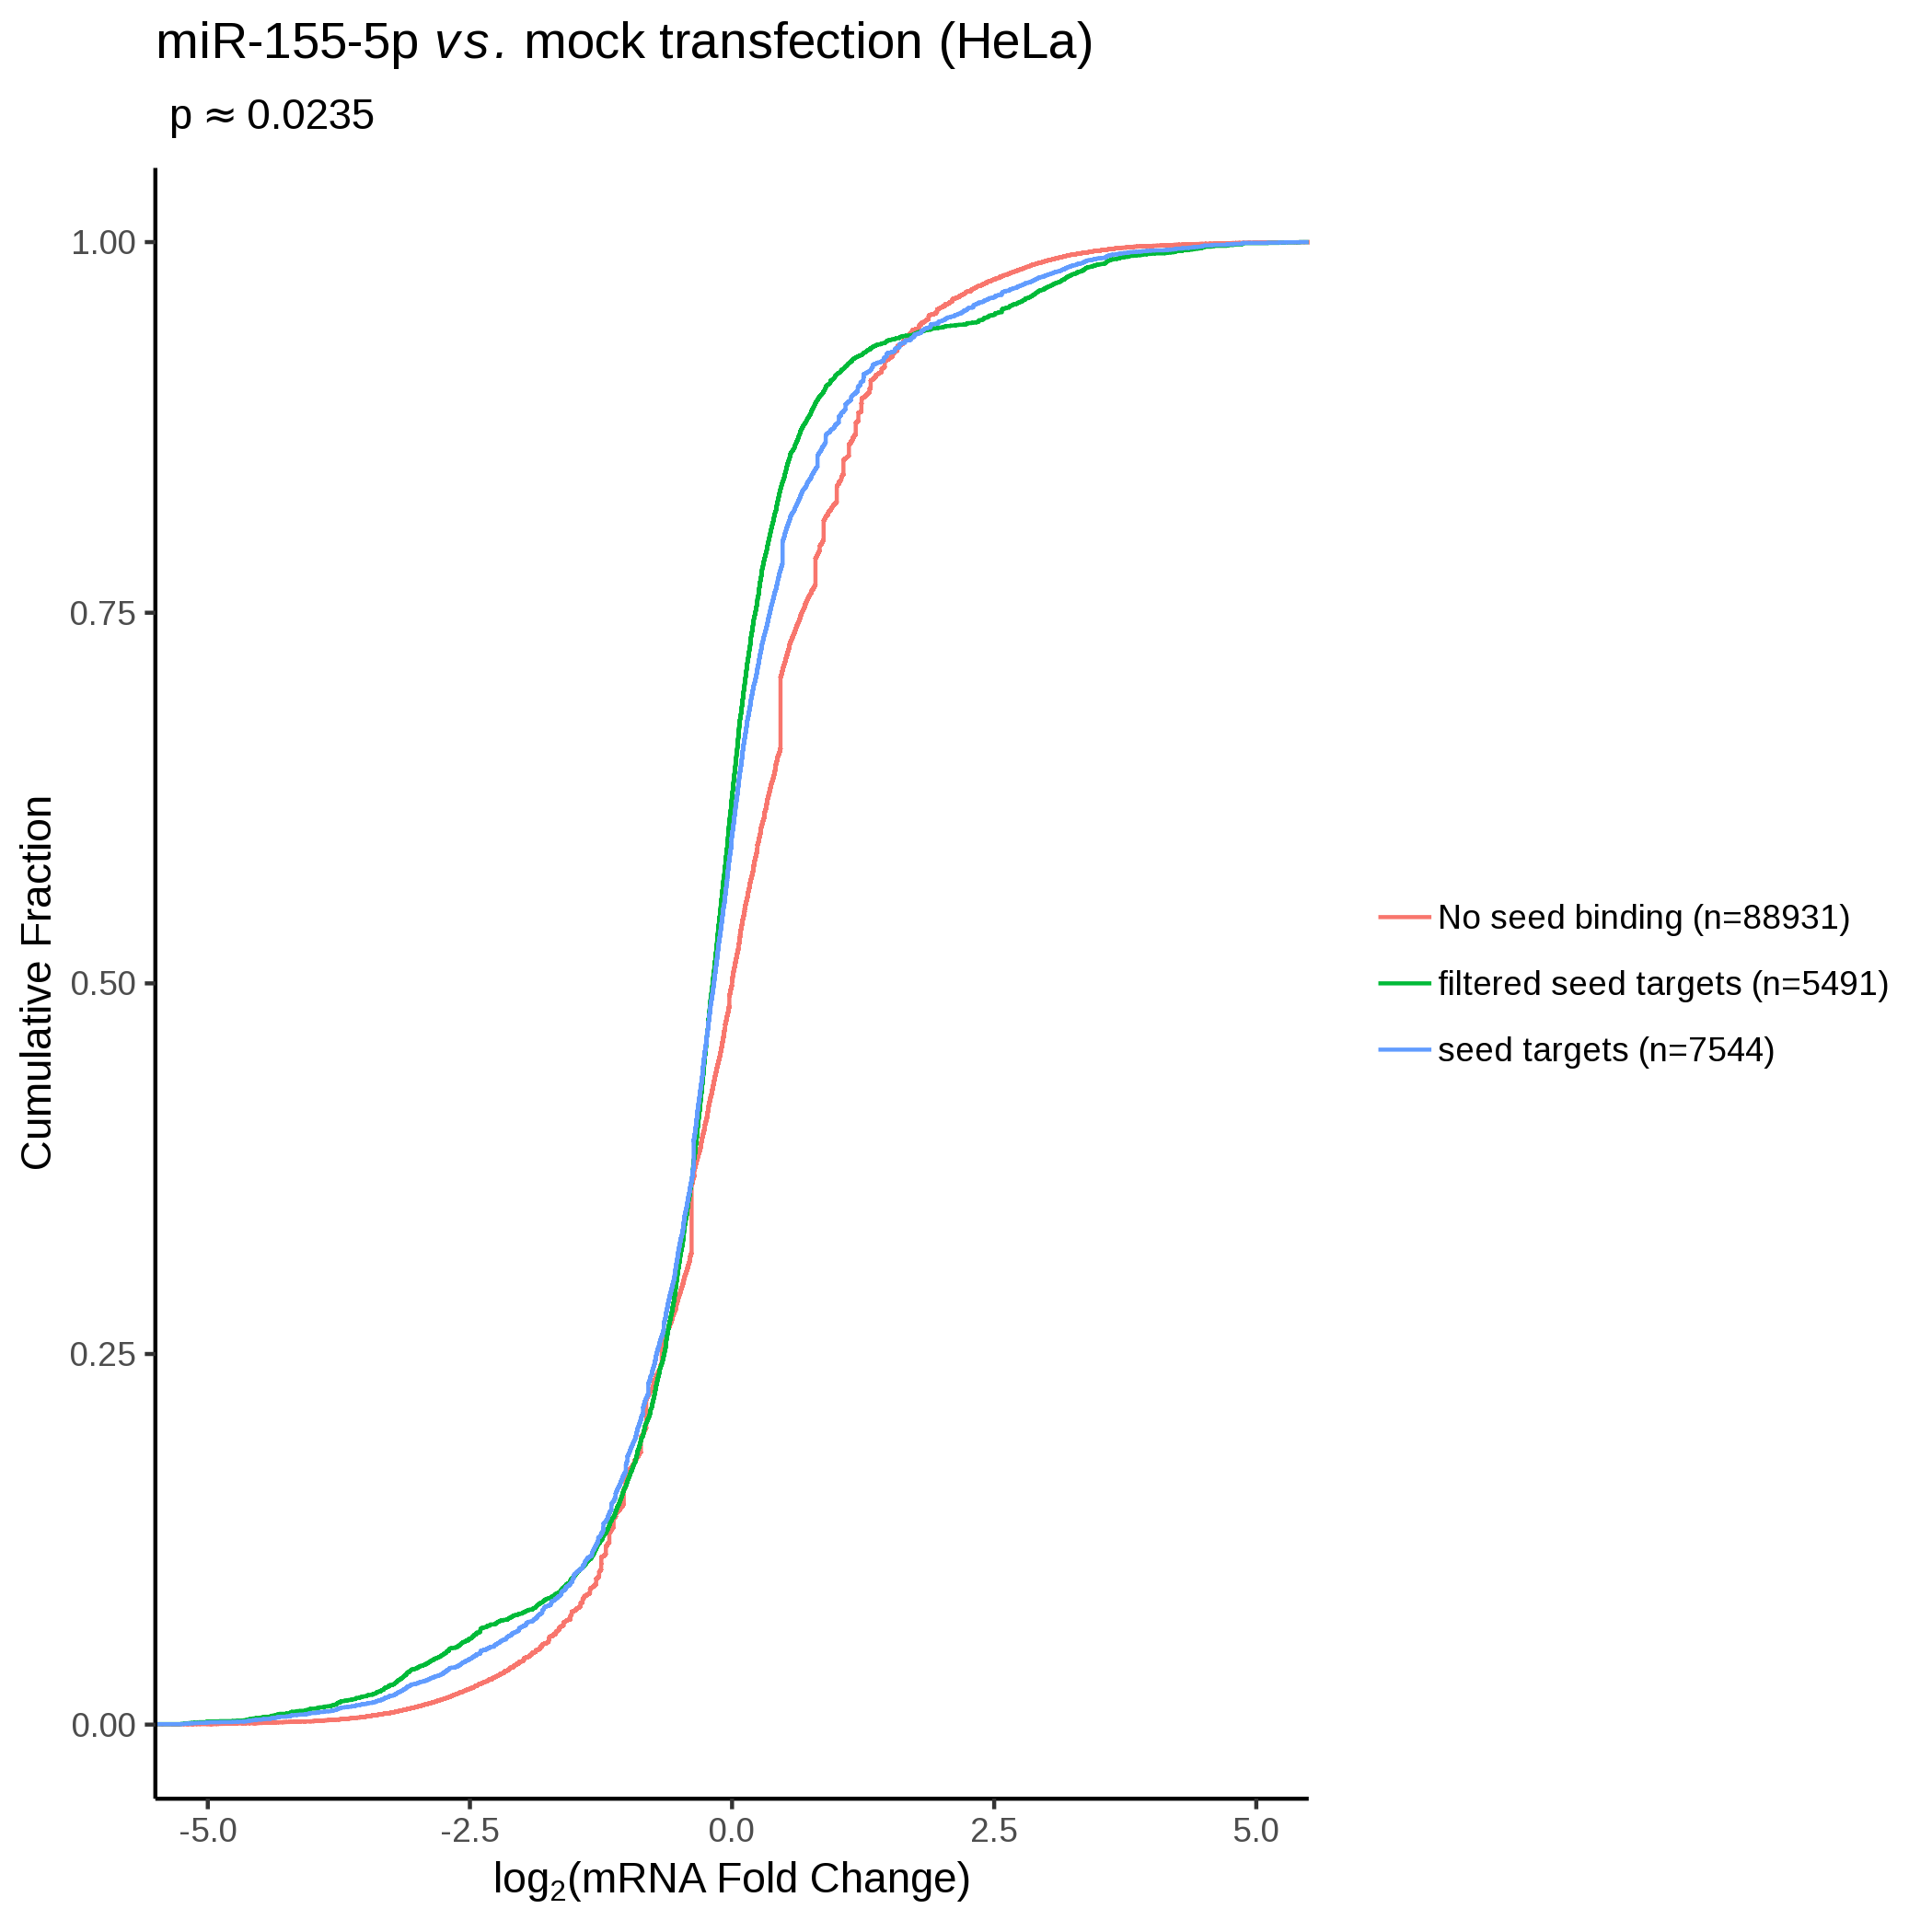 miR-155-5p vs. mock transfection (HeLa)
p ≈ 0.0235
1.00
0.75
0.50
0.25
0.00
Cumulative Fraction
-5.0 -2.5 0.0 2.5 5.0
log₂(mRNA Fold Change)
No seed binding (n=88931)
filtered seed targets (n=5491)
seed targets (n=7544)